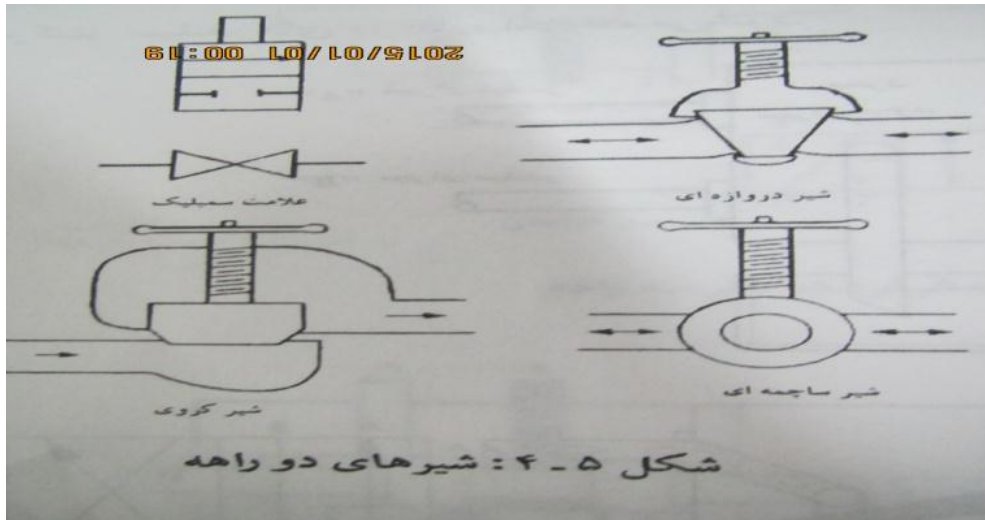 2015/01/01 00:19
شیر دروازه ای
علامت سمبلیک
شیر ساچمه ای
شیر کروی
شکل ۵ - ۴ : شیرهای دو راهه